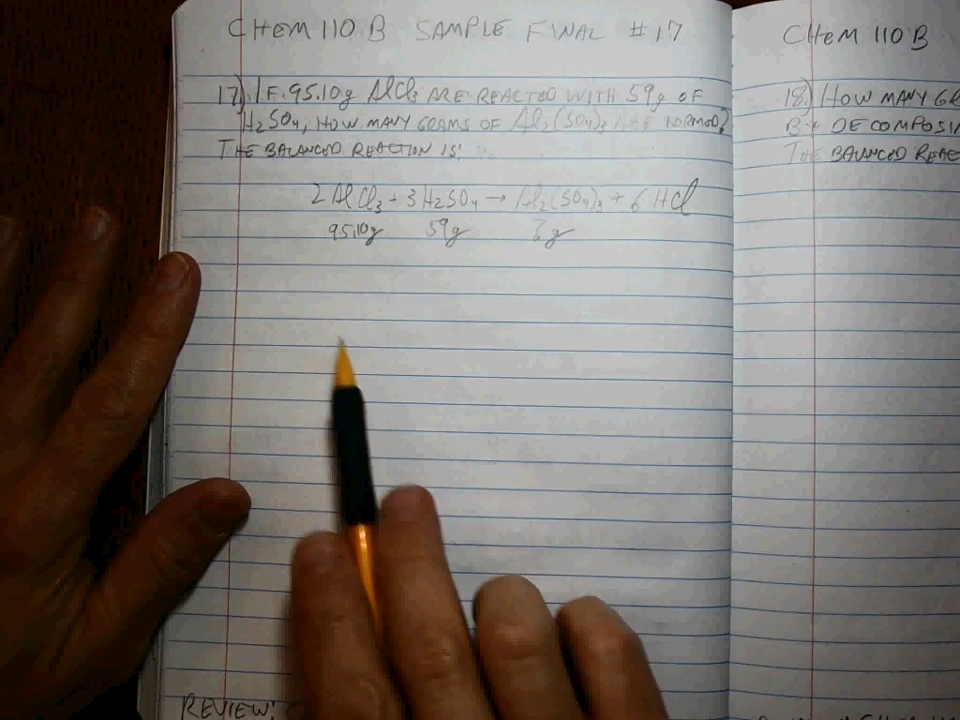 CHEM 110 B SAMPLE FINAL #17
17.) IF 95.10g AlCl3 ARE REACTED WITH 59g OF
H2SO4, HOW MANY GRAMS OF Al2(SO4)3 ARE FORMED?
THE BALANCED REACTION IS:
2 AlCl3 + 3 H2SO4 → Al2(SO4)3 + 6 HCl
95.10g 59g ?g
REVIEW:
CHEM 110 B
18.) HOW MANY GR
BY DECOMPOSIN
THE BALANCED REAC